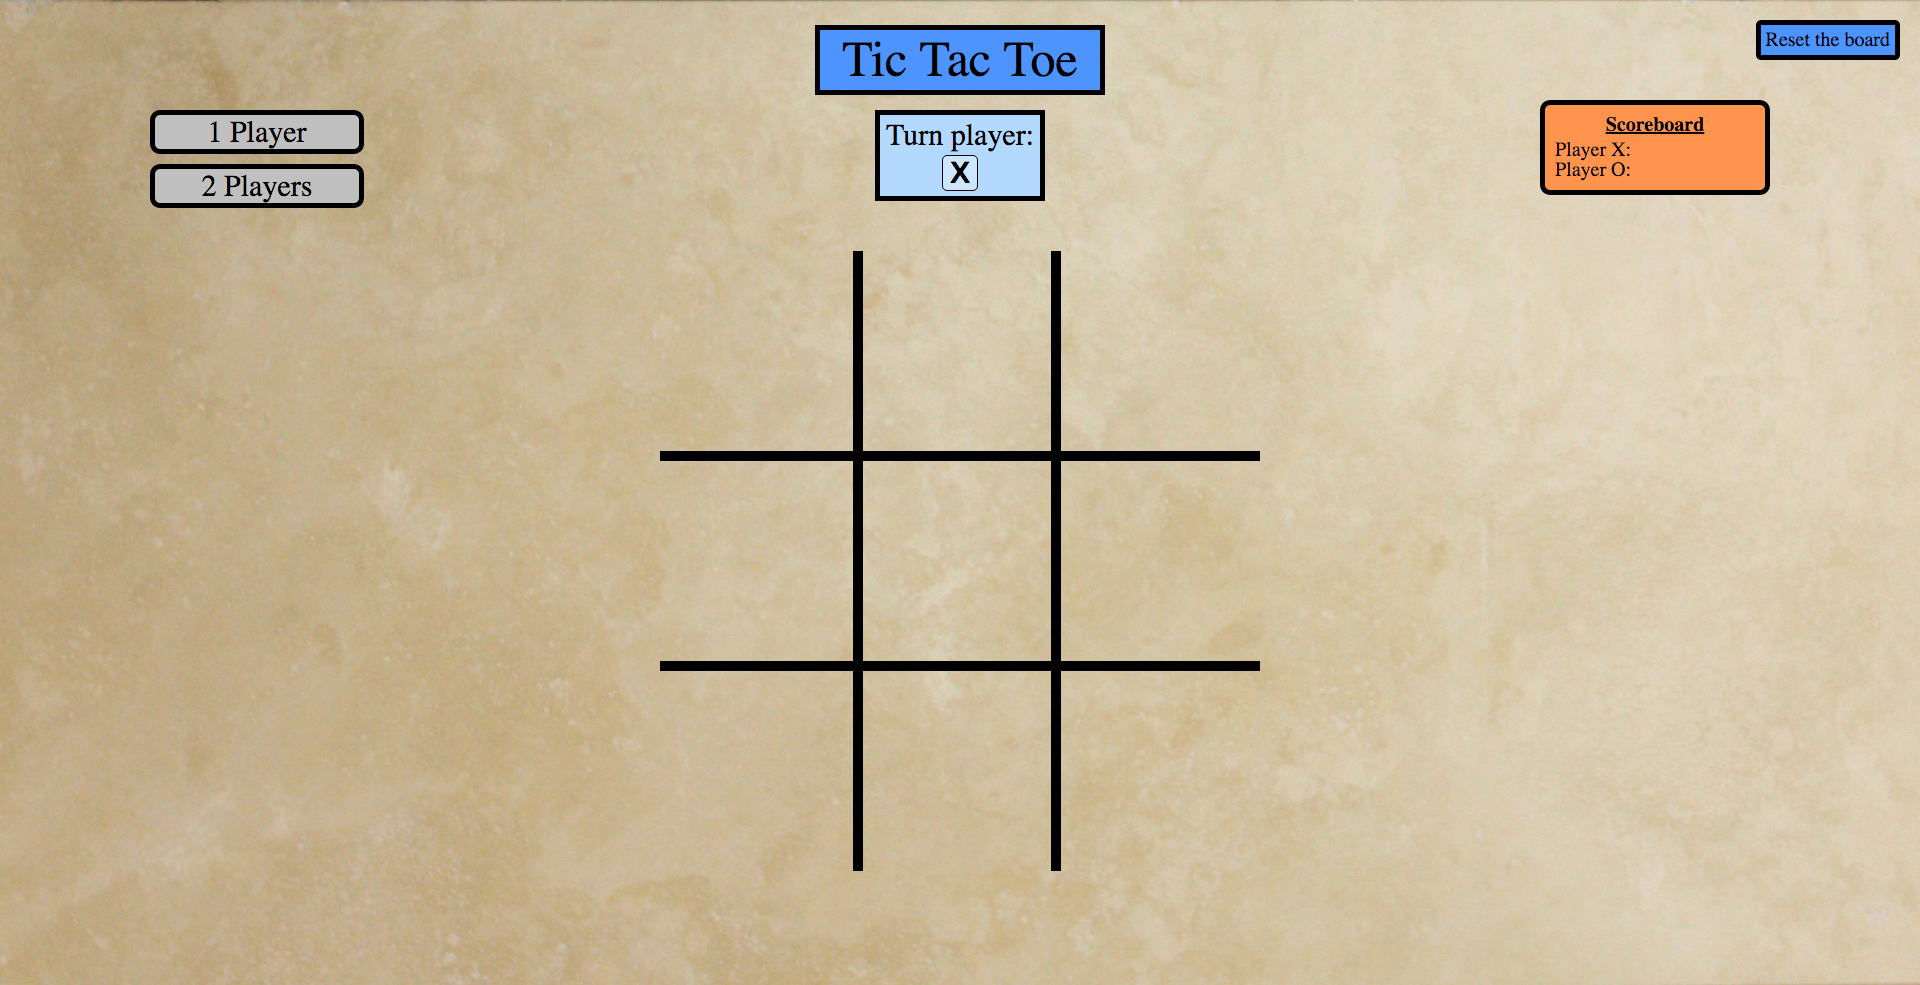 Tic Tac Toe
Reset the board
1 Player
2 Players
Turn player:
X
Scoreboard
Player X:
Player O: